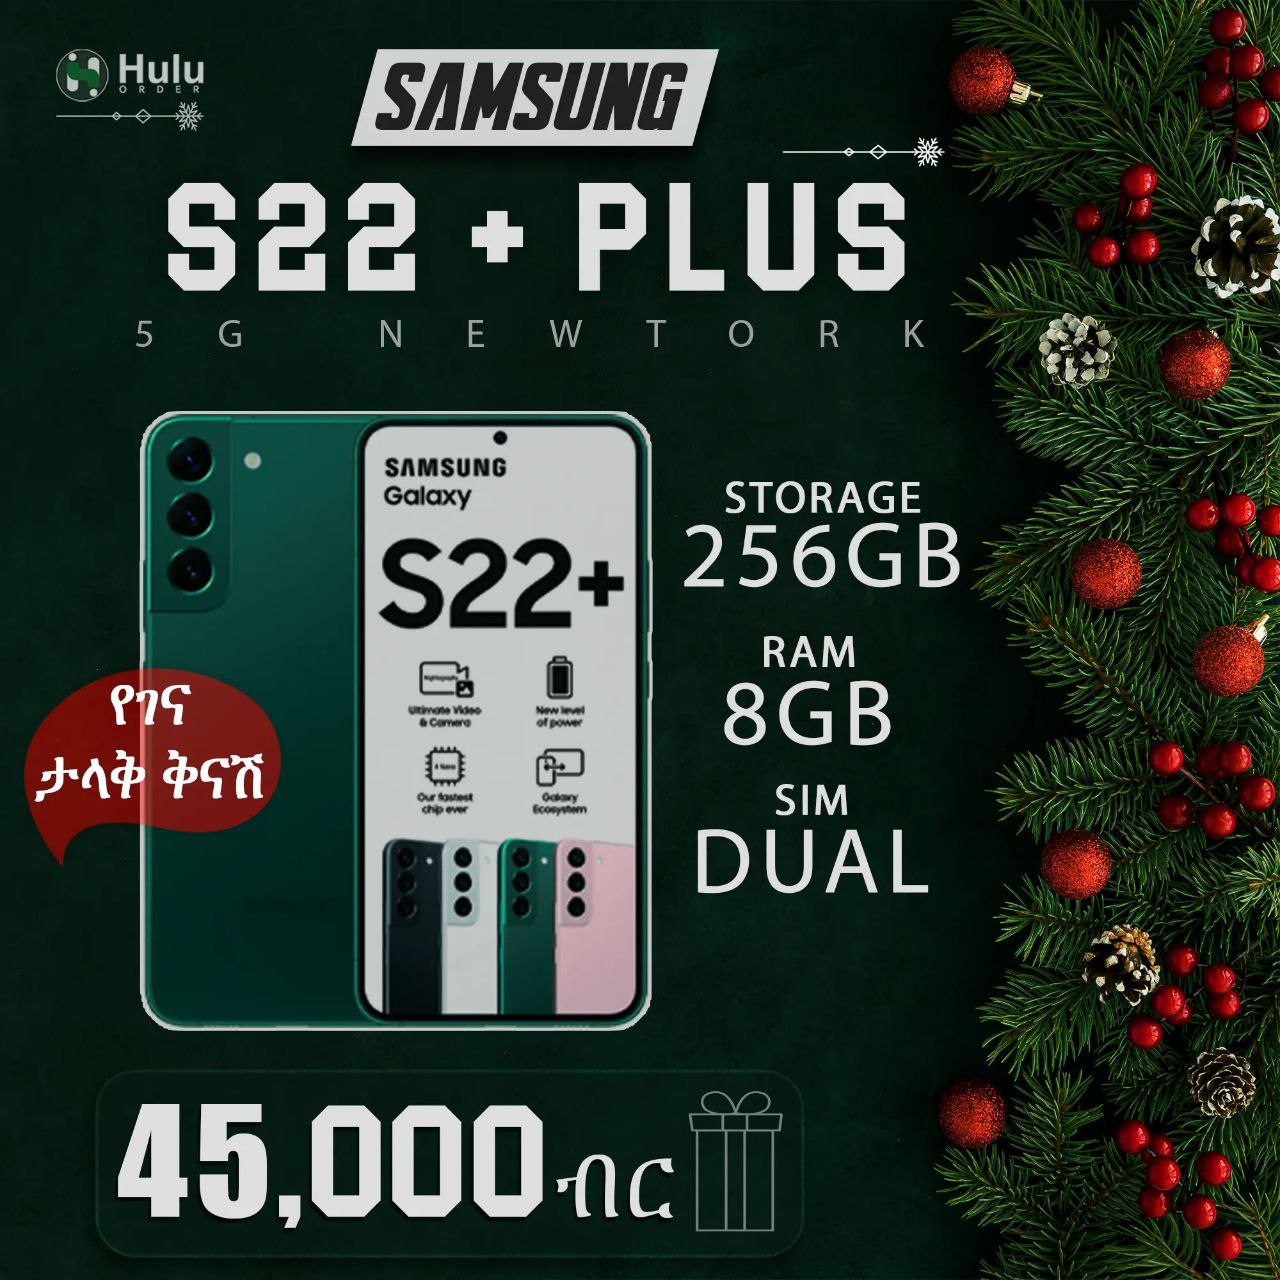 Hulu
ORDER
SAMSUNG
S22 + PLUS
5G NEWTORK
SAMSUNG
Galaxy
S22+
Ultimate Video
& Camera
New level
of power
Our fastest
chip ever
Galaxy
Ecosystem
STORAGE
256GB
RAM
8GB
SIM
DUAL
የገና
ታላቅ ቅናሽ
45,000 ብር